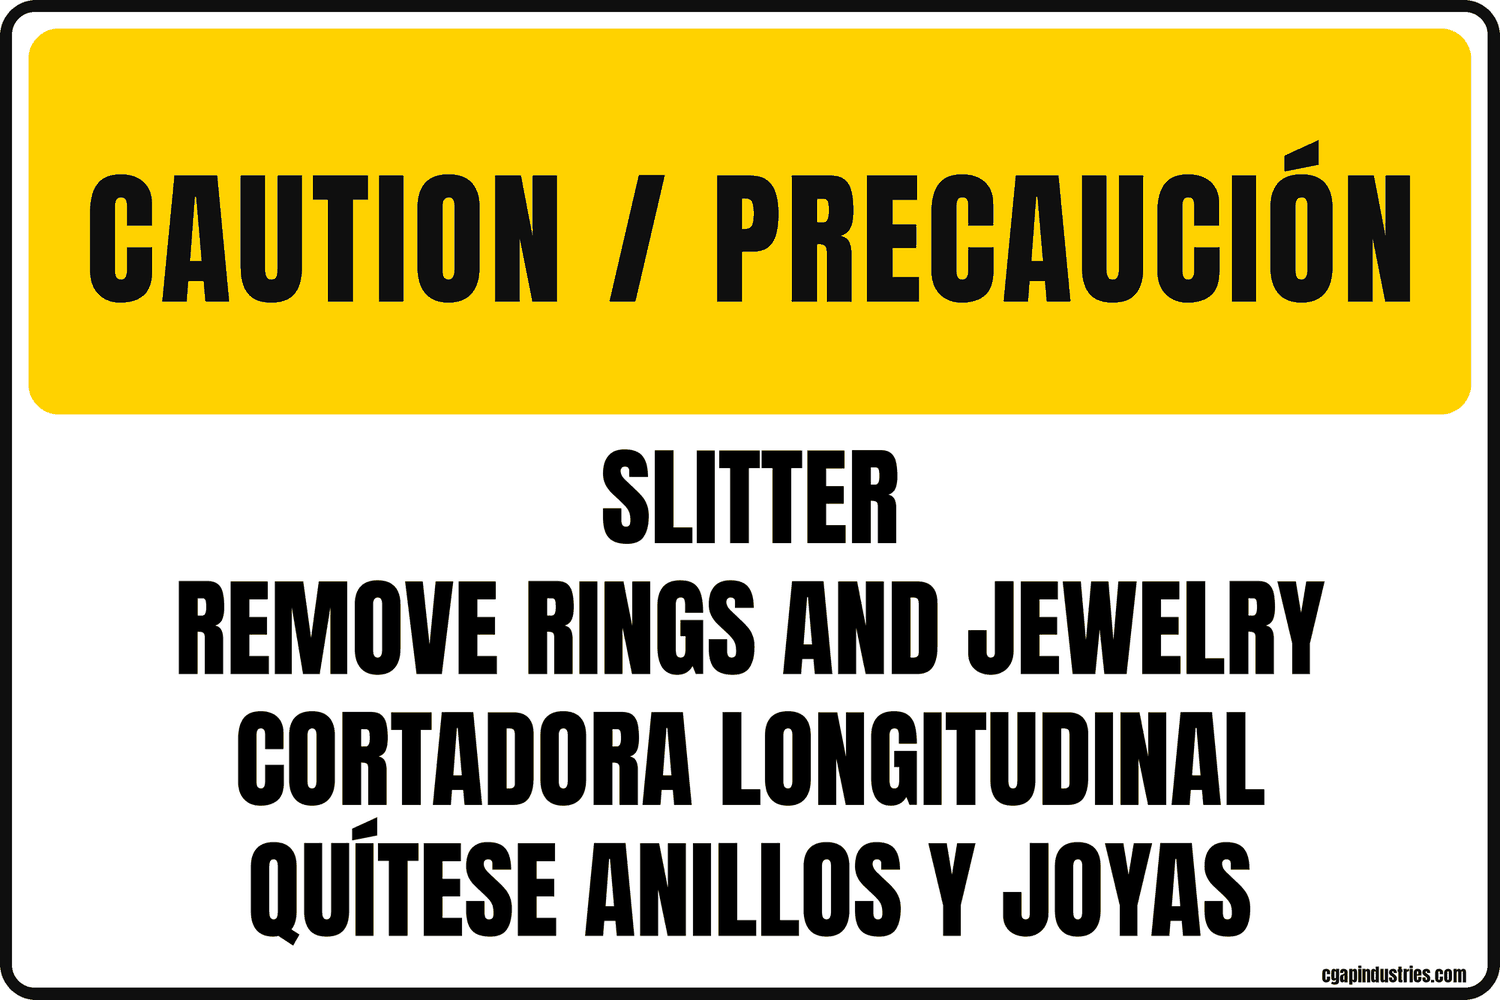 CAUTION / PRECAUCIÓN
SLITTER
REMOVE RINGS AND JEWELRY
CORTADORA LONGITUDINAL
QUÍTESE ANILLOS Y JOYAS
cgapindustries.com